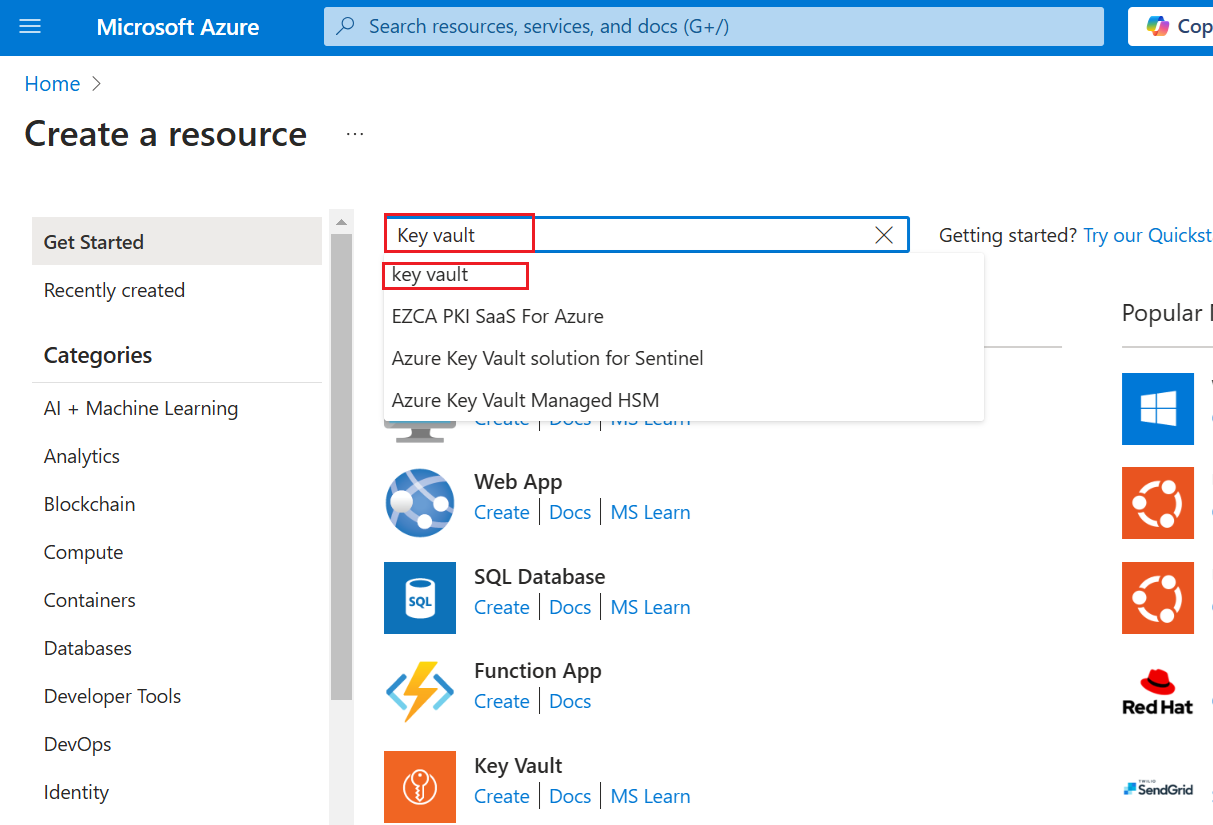 Microsoft Azure
Search resources, services, and docs (G+/)
Cop
Home
Create a resource
...
Get Started
Recently created
Categories
AI + Machine Learning
Analytics
Blockchain
Compute
Containers
Databases
Developer Tools
DevOps
Identity
Key vault
Getting started? Try our Quickst
key vault
EZCA PKI SaaS For Azure
Azure Key Vault solution for Sentinel
Azure Key Vault Managed HSM
Create Docs MS Learn
Web App
Create Docs MS Learn
SQL
SQL Database
Create Docs MS Learn
Function App
Create Docs
Key Vault
Create Docs MS Learn
Popular
Red Hat
TWILIO
SendGrid